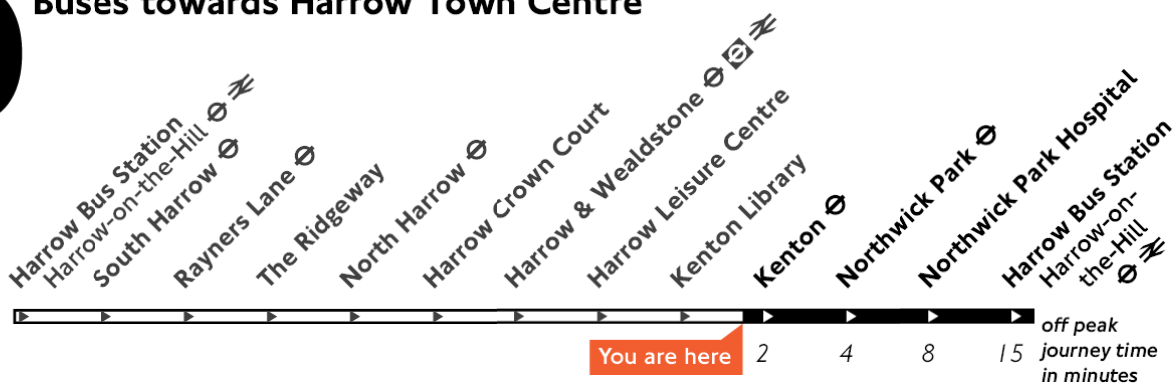 Buses towards Harrow Town Centre
Harrow Bus Station
Harrow-on-the-Hill
South Harrow
Rayners Lane
The Ridgeway
North Harrow
Harrow Crown Court
Harrow & Wealdstone
Harrow Leisure Centre
Kenton Library
Kenton
Northwick Park
Northwick Park Hospital
Harrow Bus Station
Harrow-on-
the-Hill
You are here
2 4 8 15
off peak
journey time
in minutes